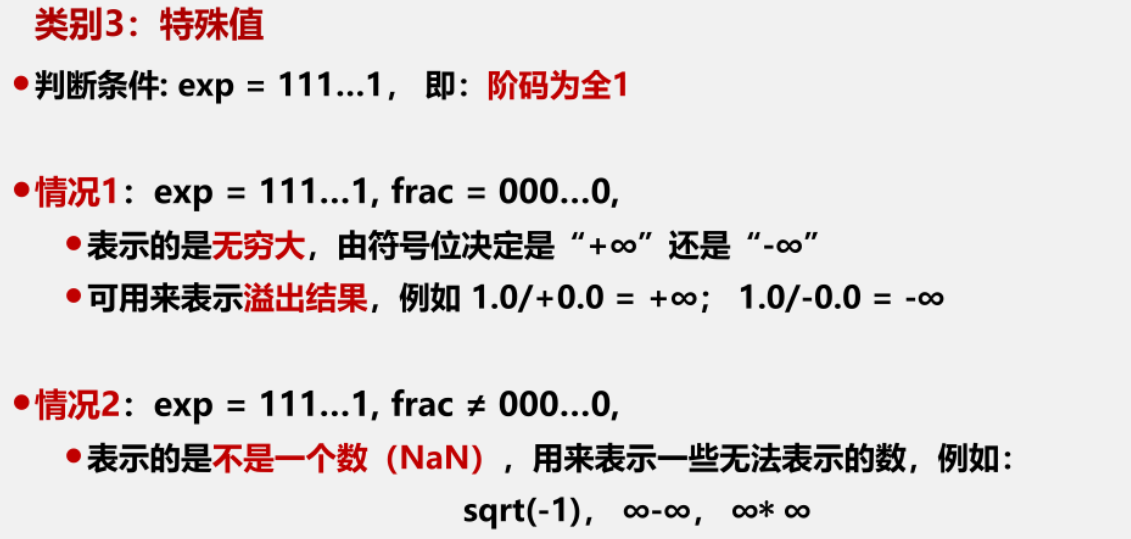 类别3：特殊值
•判断条件: exp = 111…1， 即：阶码为全1
•情况1：exp = 111…1, frac = 000…0,
•表示的是无穷大，由符号位决定是“+∞”还是“-∞”
•可用来表示溢出结果，例如 1.0/+0.0 = +∞； 1.0/-0.0 = -∞
•情况2：exp = 111…1, frac ≠ 000…0,
•表示的是不是一个数（NaN），用来表示一些无法表示的数，例如：
sqrt(-1)， ∞-∞， ∞* ∞